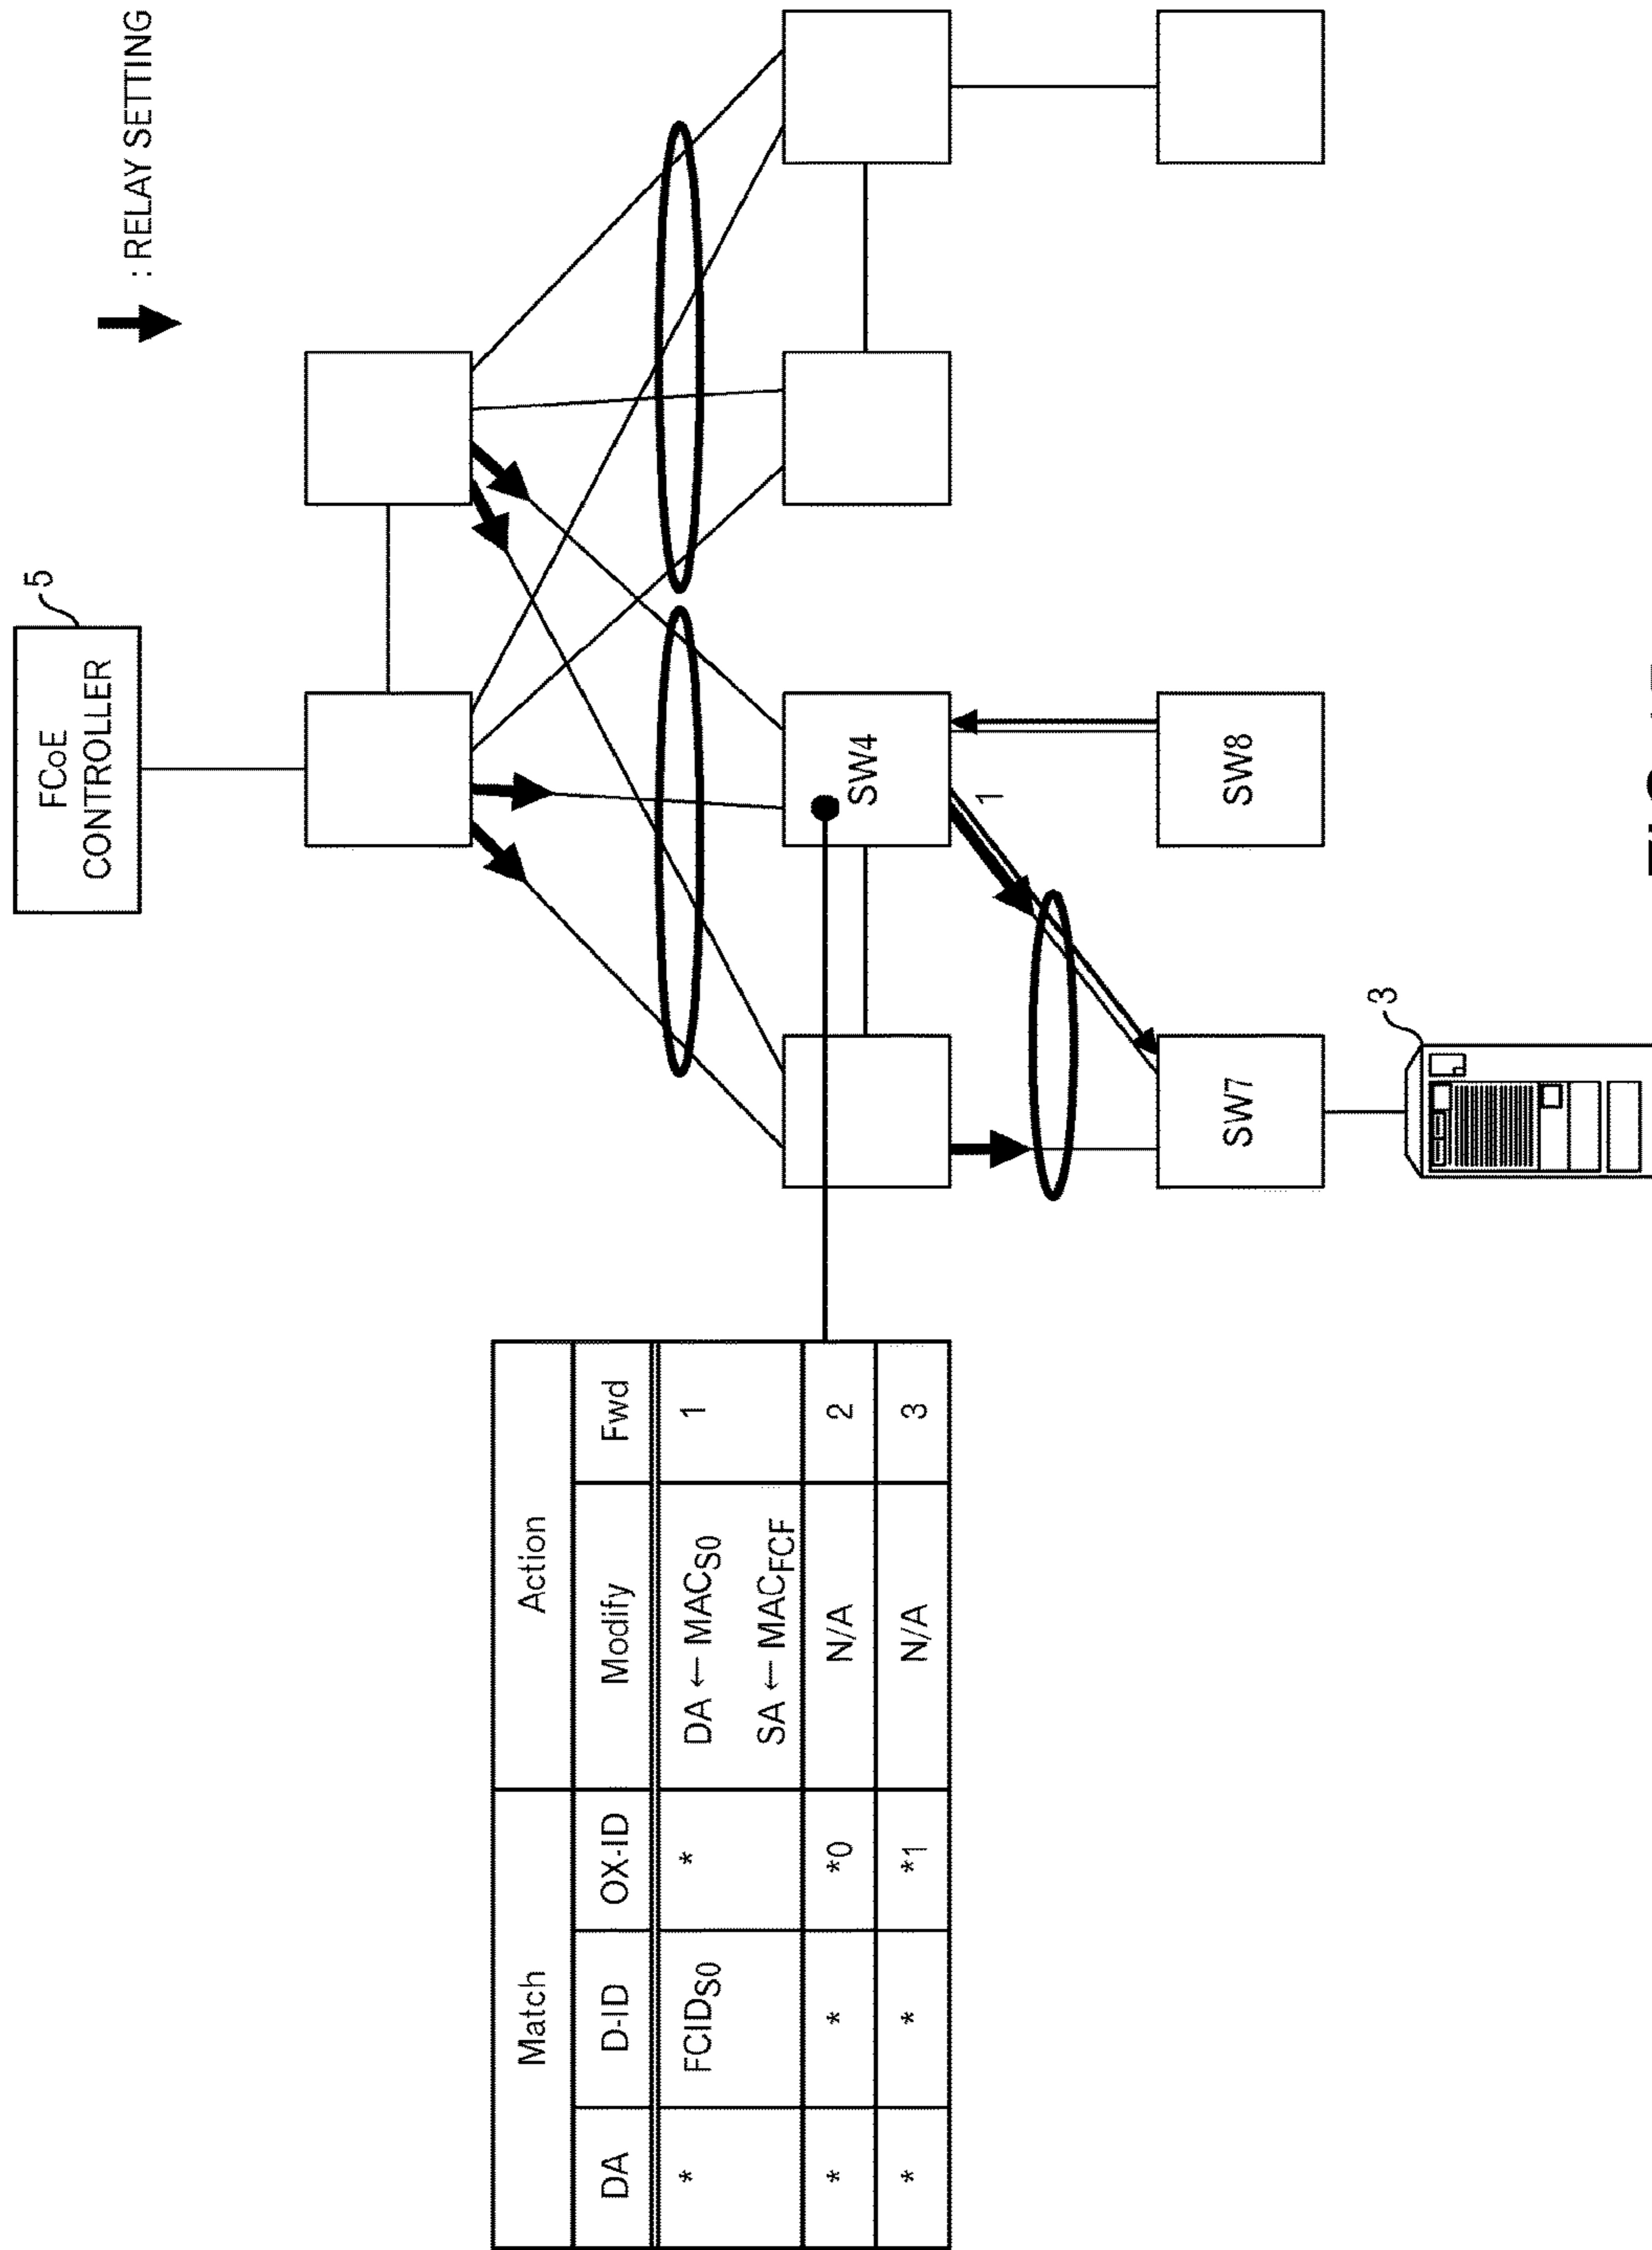 : RELAY SETTING
FCoE
CONTROLLER
5
Match
Action
DA
D-ID
OX-ID
Modify
Fwd
*
FCIDS0
*
DA ← MACS0
SA ← MACFCF
1
*
*
*0
N/A
2
*
*
*1
N/A
3
SW4
1
SW7
SW8
3